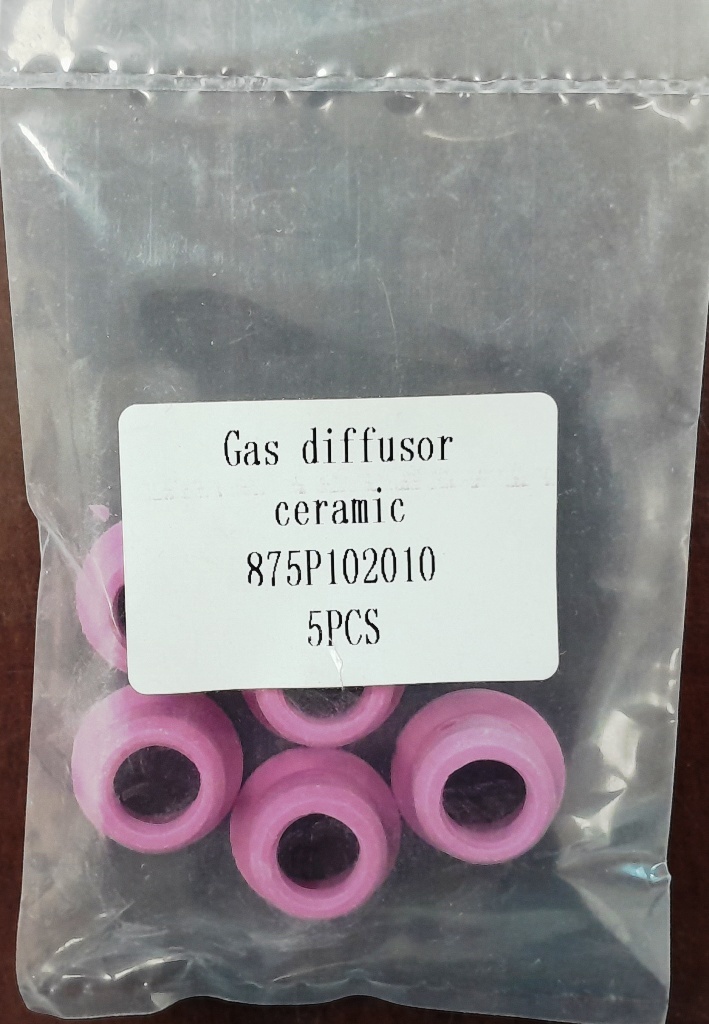 Gas diffusor
ceramic
875P102010
5PCS